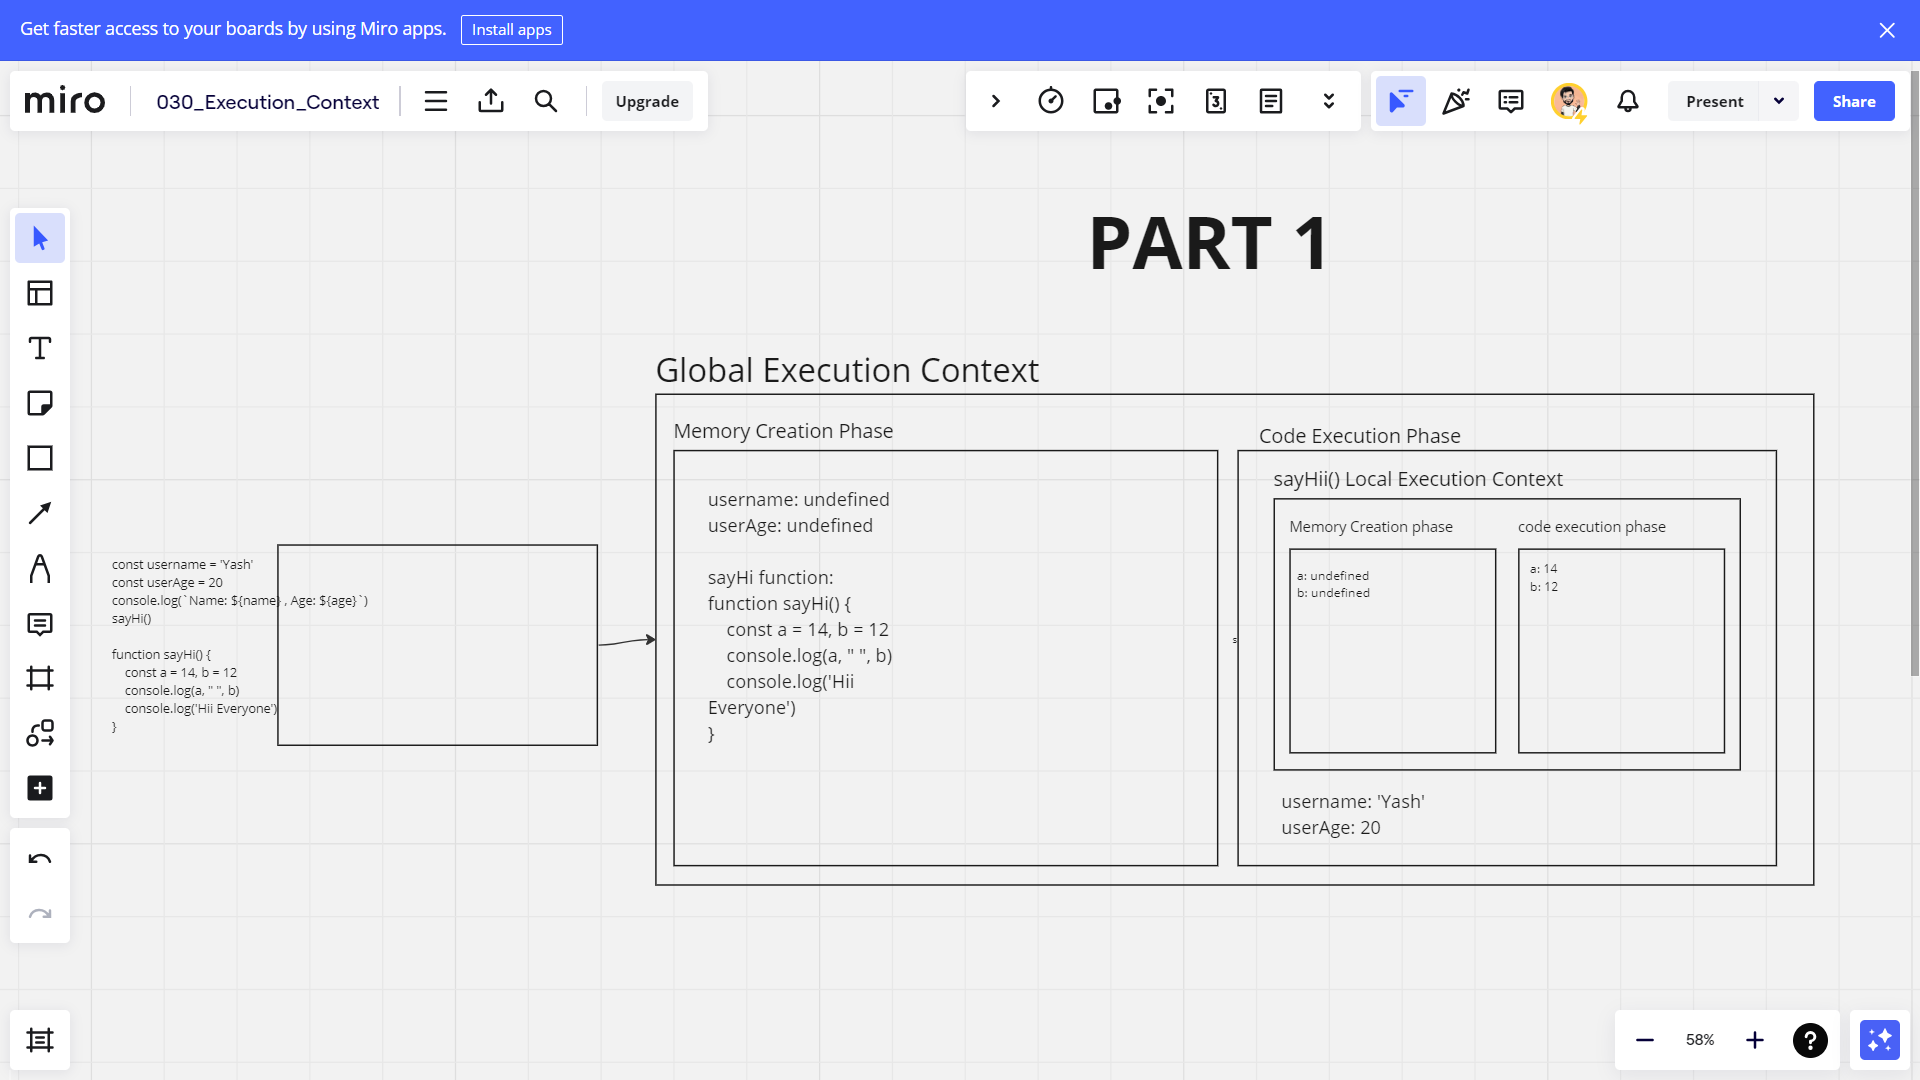 Get faster access to your boards by using Miro apps.
Install apps
miro
030_Execution_Context
Upgrade
3
Present
Share
PART 1
Global Execution Context
Memory Creation Phase
Code Execution Phase
const username = 'Yash'
const userAge = 20
console.log(`Name: ${name} , Age: ${age}`)
sayHi()
function sayHi() {
const a = 14, b = 12
console.log(a, " ", b)
console.log('Hii Everyone')
}
username: undefined
userAge: undefined
sayHi function:
function sayHi() {
const a = 14, b = 12
console.log(a, " ", b)
console.log('Hii
Everyone')
}
s
sayHii() Local Execution Context
Memory Creation phase
code execution phase
a: undefined
b: undefined
a: 14
b: 12
username: 'Yash'
userAge: 20
58%
?